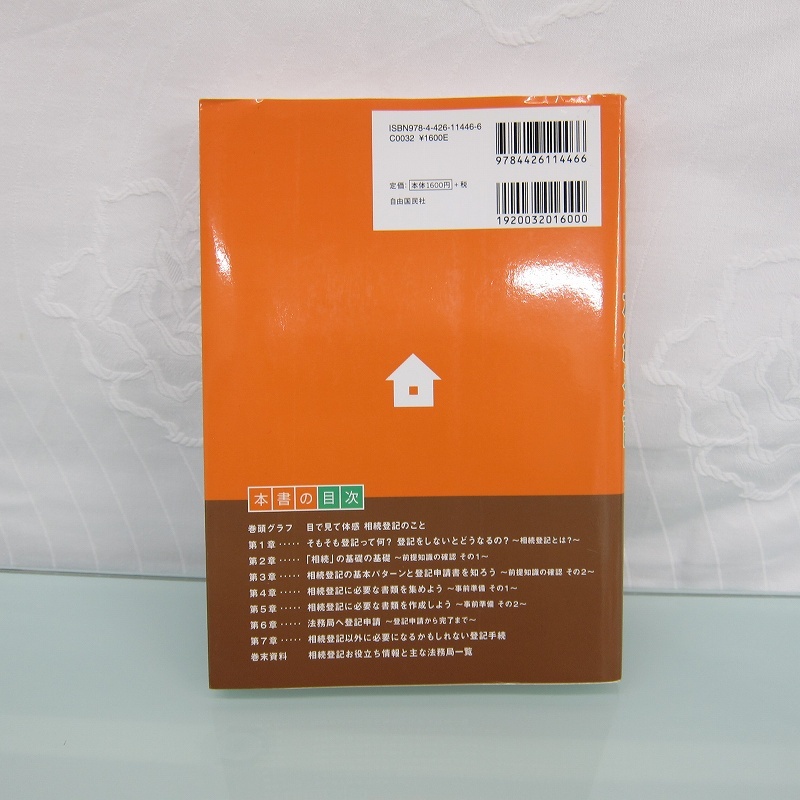 ISBN978-4-426-11446-6
C0032 ¥1600E
9784426114466
定価:本体1600円+税
自由国民社
1920032016000
本書の目次
巻頭グラフ 目で見て体感 相続登記のこと
第1章・・・・・そもそも登記って何? 登記をしないとどうなるの? ～相続登記とは?～
第2章・・・・・「相続」の基礎の基礎 ～前提知識の確認 その1～
第3章・・・・・相続登記の基本パターンと登記申請書を知ろう ～前提知識の確認 その2～
第4章・・・・・相続登記に必要な書類を集めよう ～事前準備 その1～
第5章・・・・・相続登記に必要な書類を作成しよう ～事前準備 その2～
第6章・・・・・法務局へ登記申請 ～登記申請から完了まで～
第7章・・・・・相続登記以外に必要になるかもしれない登記手続
巻末資料 相続登記お役立ち情報と主な法務局一覧